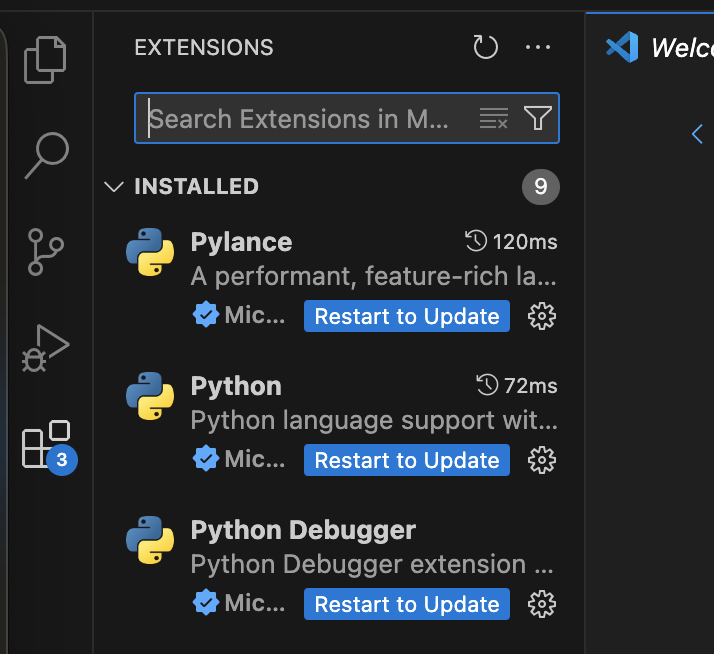 EXTENSIONS
Welc
Search Extensions in M...
INSTALLED 9
Pylance 120ms
A performant, feature-rich la...
Mic... Restart to Update
Python 72ms
Python language support wit...
Mic... Restart to Update
3
Python Debugger
Python Debugger extension ...
Mic... Restart to Update